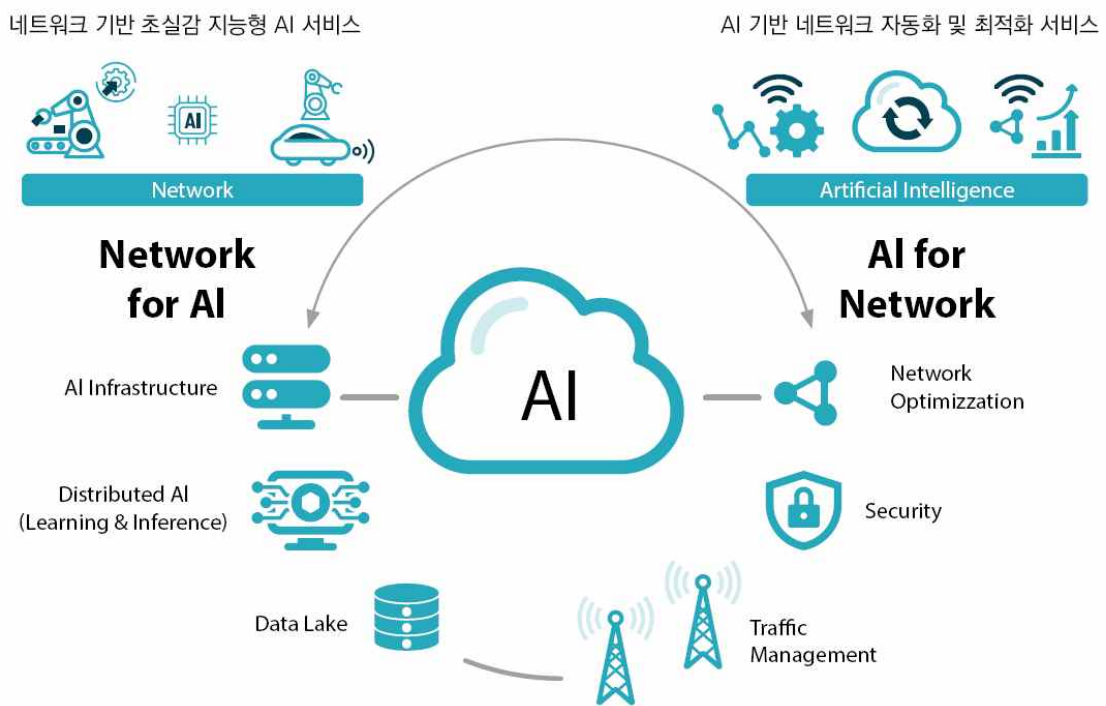 네트워크 기반 초실감 지능형 AI 서비스
AI 기반 네트워크 자동화 및 최적화 서비스
AI
Network
Artificial Intelligence
Network
for AI
AI for
Network
AI
AI Infrastructure
Network
Optimizzation
Distributed AI
(Learning & Inference)
Security
Data Lake
Traffic
Management